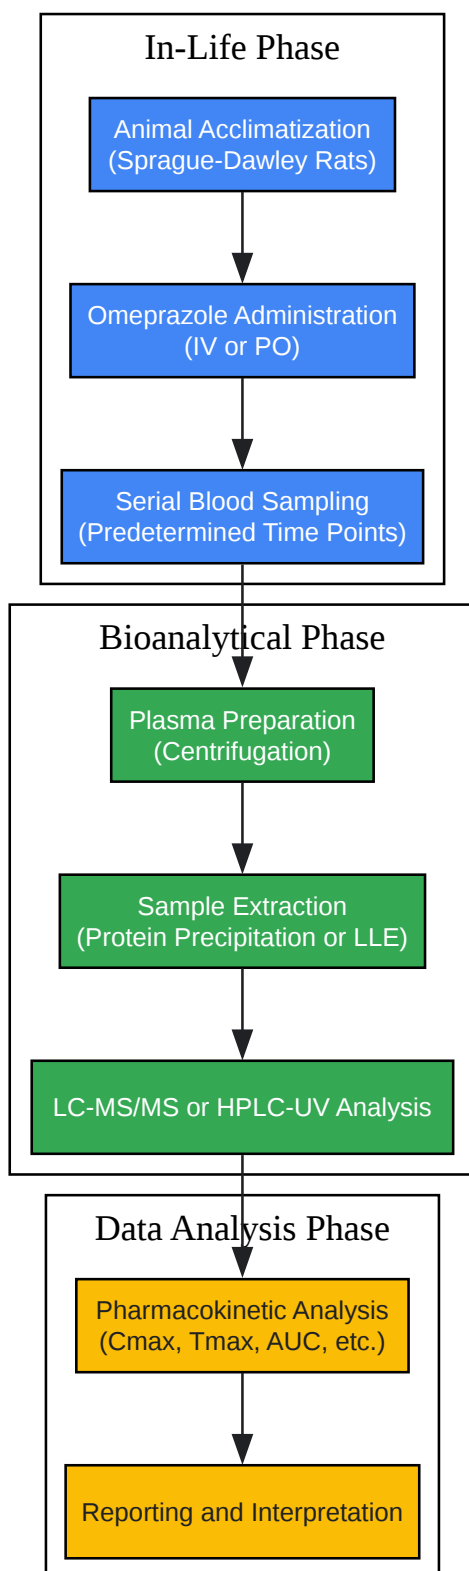 In-Life Phase
Animal Acclimatization
(Sprague-Dawley Rats)
Omeprazole Administration
(IV or PO)
Serial Blood Sampling
(Predetermined Time Points)
Bioanalytical Phase
Plasma Preparation
(Centrifugation)
Sample Extraction
(Protein Precipitation or LLE)
LC-MS/MS or HPLC-UV Analysis
Data Analysis Phase
Pharmacokinetic Analysis
(Cmax, Tmax, AUC, etc.)
Reporting and Interpretation